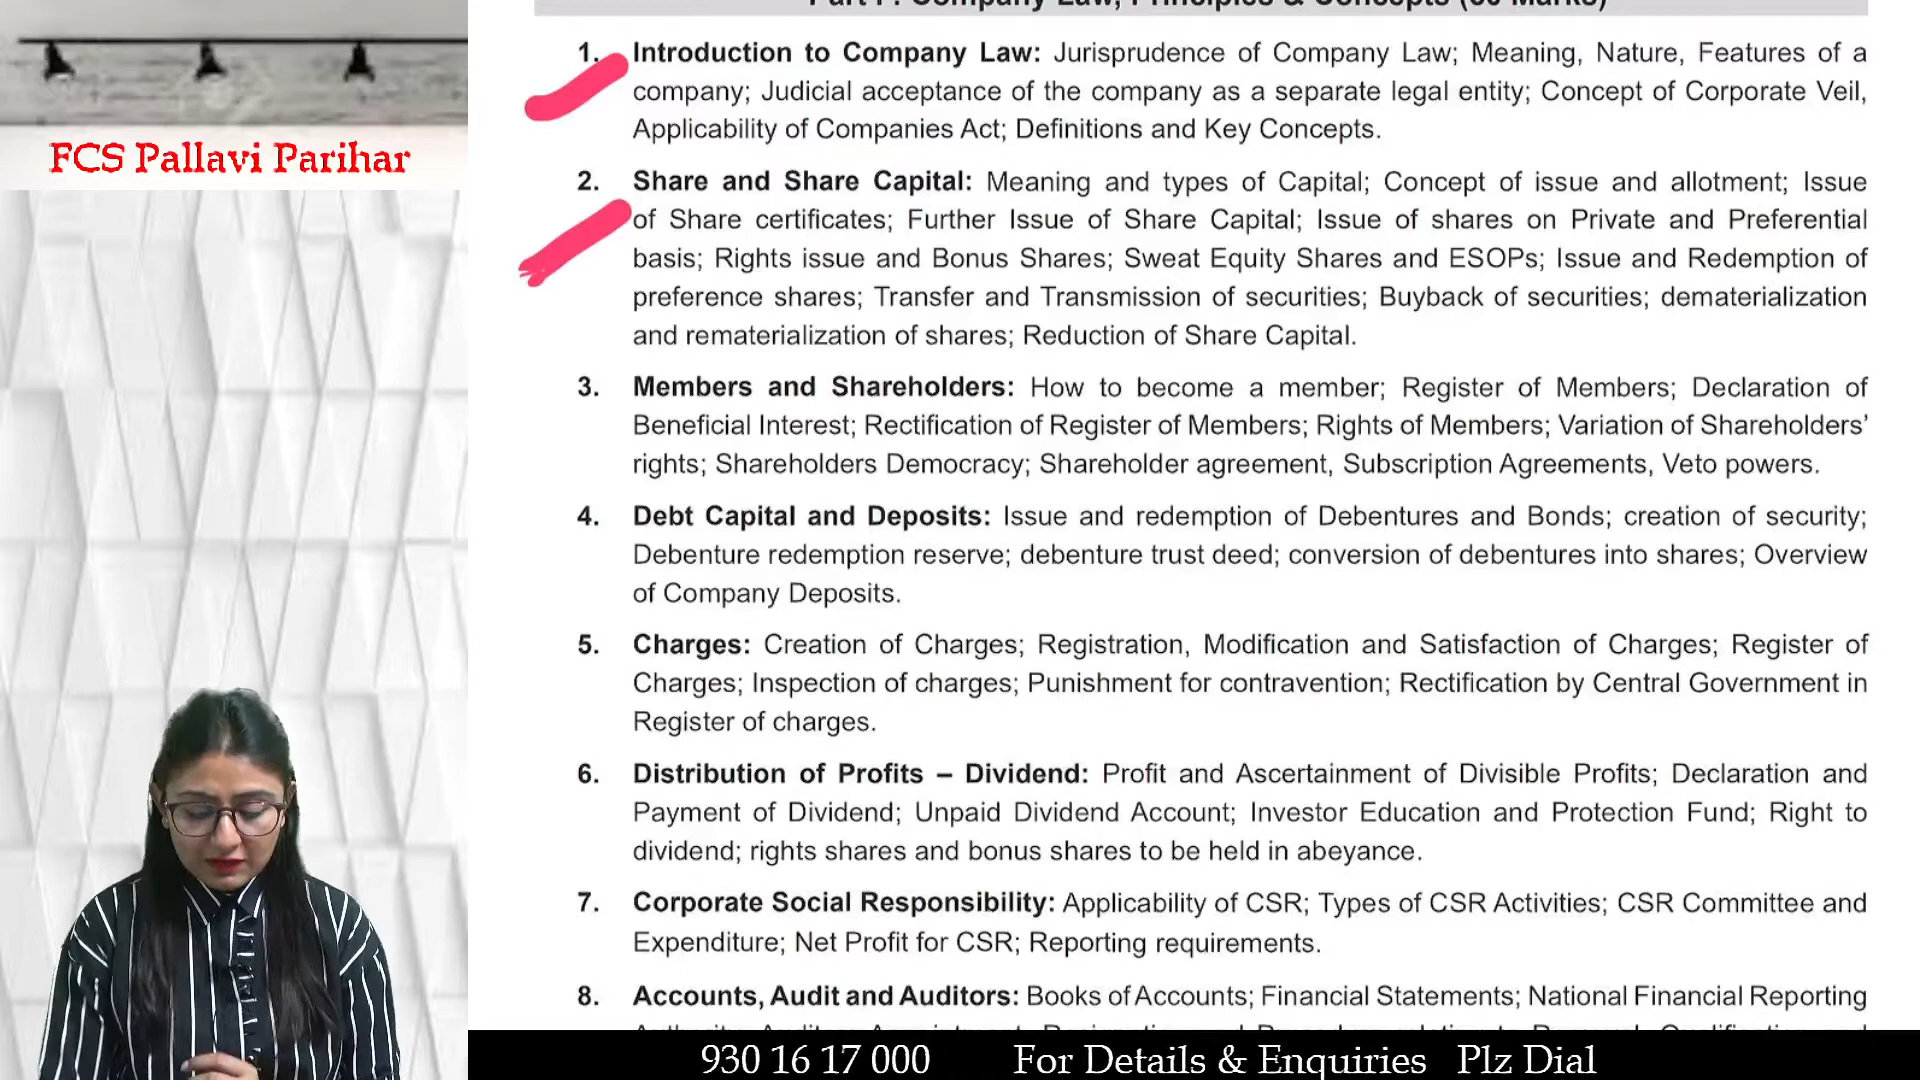 FCS Pallavi Parihar
Company Law, Principles & Concepts
1. Introduction to Company Law: Jurisprudence of Company Law; Meaning, Nature, Features of a
company; Judicial acceptance of the company as a separate legal entity; Concept of Corporate Veil,
Applicability of Companies Act; Definitions and Key Concepts.
2. Share and Share Capital: Meaning and types of Capital; Concept of issue and allotment; Issue
of Share certificates; Further Issue of Share Capital; Issue of shares on Private and Preferential
basis; Rights issue and Bonus Shares; Sweat Equity Shares and ESOPs; Issue and Redemption of
preference shares; Transfer and Transmission of securities; Buyback of securities; dematerialization
and rematerialization of shares; Reduction of Share Capital.
3. Members and Shareholders: How to become a member; Register of Members; Declaration of
Beneficial Interest; Rectification of Register of Members; Rights of Members; Variation of Shareholders’
rights; Shareholders Democracy; Shareholder agreement, Subscription Agreements, Veto powers.
4. Debt Capital and Deposits: Issue and redemption of Debentures and Bonds; creation of security;
Debenture redemption reserve; debenture trust deed; conversion of debentures into shares; Overview
of Company Deposits.
5. Charges: Creation of Charges; Registration, Modification and Satisfaction of Charges; Register of
Charges; Inspection of charges; Punishment for contravention; Rectification by Central Government in
Register of charges.
6. Distribution of Profits – Dividend: Profit and Ascertainment of Divisible Profits; Declaration and
Payment of Dividend; Unpaid Dividend Account; Investor Education and Protection Fund; Right to
dividend; rights shares and bonus shares to be held in abeyance.
7. Corporate Social Responsibility: Applicability of CSR; Types of CSR Activities; CSR Committee and
Expenditure; Net Profit for CSR; Reporting requirements.
8. Accounts, Audit and Auditors: Books of Accounts; Financial Statements; National Financial Reporting
930 16 17 000 For Details & Enquiries Plz Dial